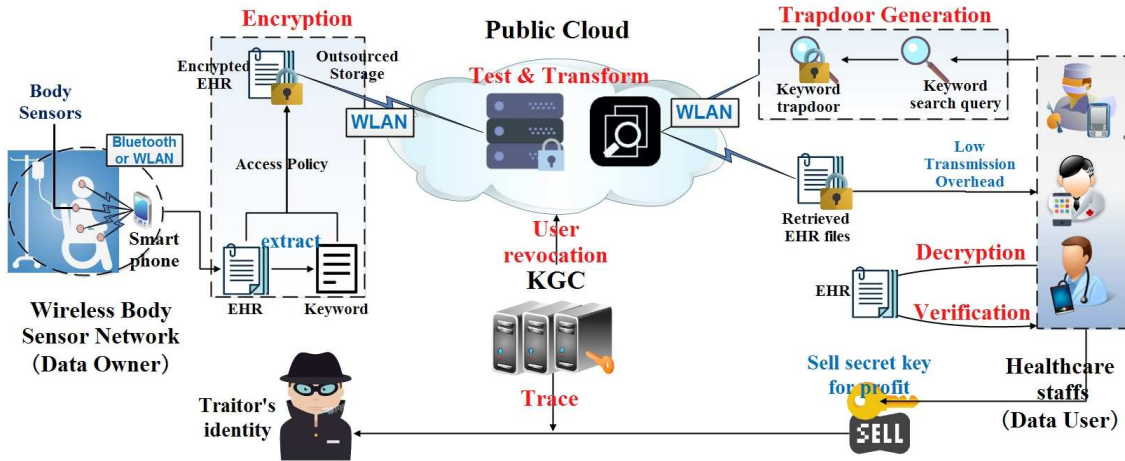 Encryption
Encrypted
EHR
Outsourced
Storage
Body
Sensors
Bluetooth
or WLAN
Access Policy
Smart
phone
extract
EHR
Keyword
Wireless Body
Sensor Network
（Data Owner）
Public Cloud
Test & Transform
WLAN
WLAN
User
revocation
KGC
Trace
Trapdoor Generation
Keyword
trapdoor
Keyword
search query
Low
Transmission
Overhead
Retrieved
EHR files
Decryption
EHR
Verification
Healthcare
staffs
（Data User）
Sell secret key
for profit
SELL
Traitor's
identity